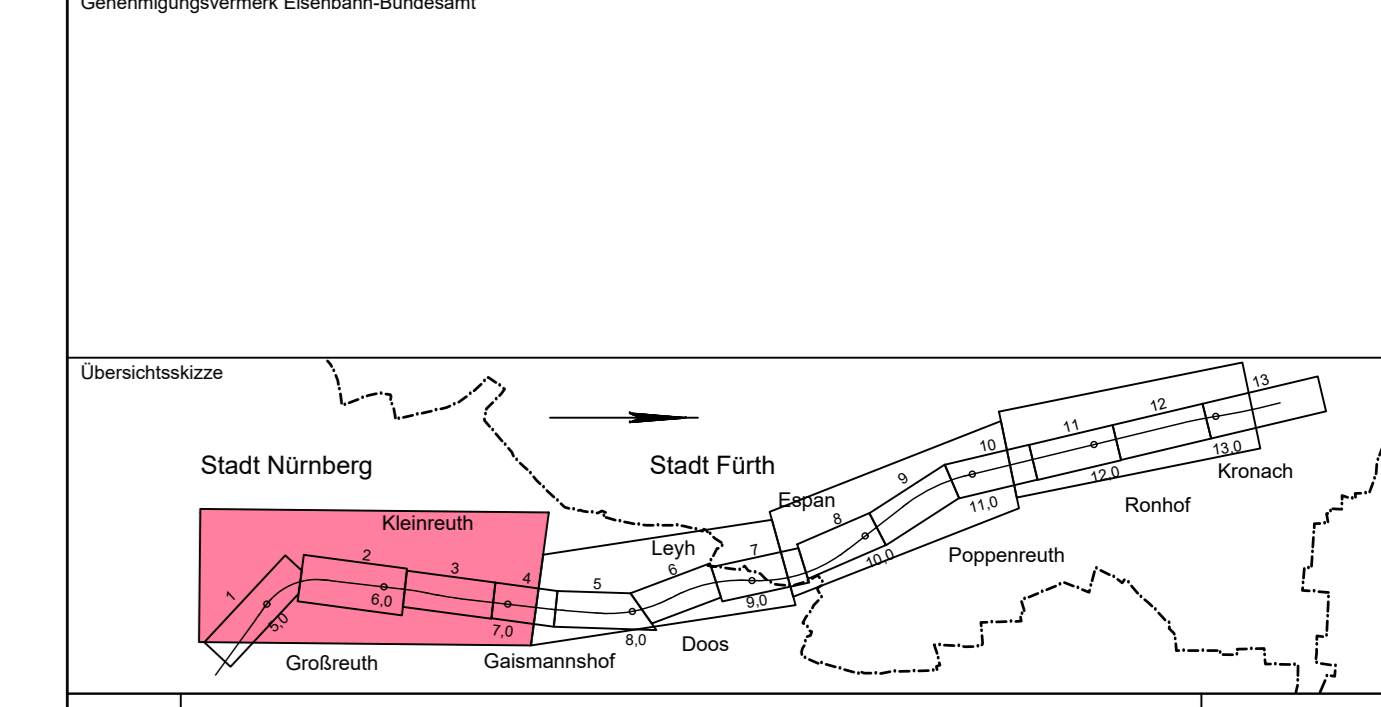 Genehmigungsvermerk Eisenbahn-Bundesamt
Übersichtsskizze
Stadt Nürnberg
Stadt Fürth
Kleinreuth
Leyh
Espan
Großreuth
Gaismannshof
Doos
Poppenreuth
Ronhof
Kronach
1
2
3
4
5
6
7
8
9
10
11
12
13
5,0
6,0
7,0
8,0
9,0
10,0
11,0
12,0
13,0